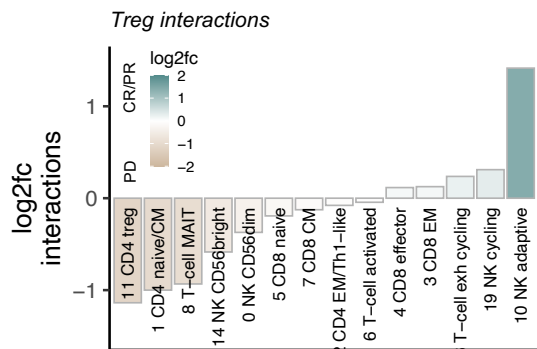 Treg interactions
log2fc
interactions
CR/PR
PD
1
0
−1
log2fc
2
1
0
−1
−2
11 CD4 treg
1 CD4 naive/CM
8 T−cell MAIT
14 NK CD56bright
0 NK CD56dim
5 CD8 naive
7 CD8 CM
CD4 EM/Th1−like
6 T−cell activated
4 CD8 effector
3 CD8 EM
T−cell exh cycling
19 NK cycling
10 NK adaptive